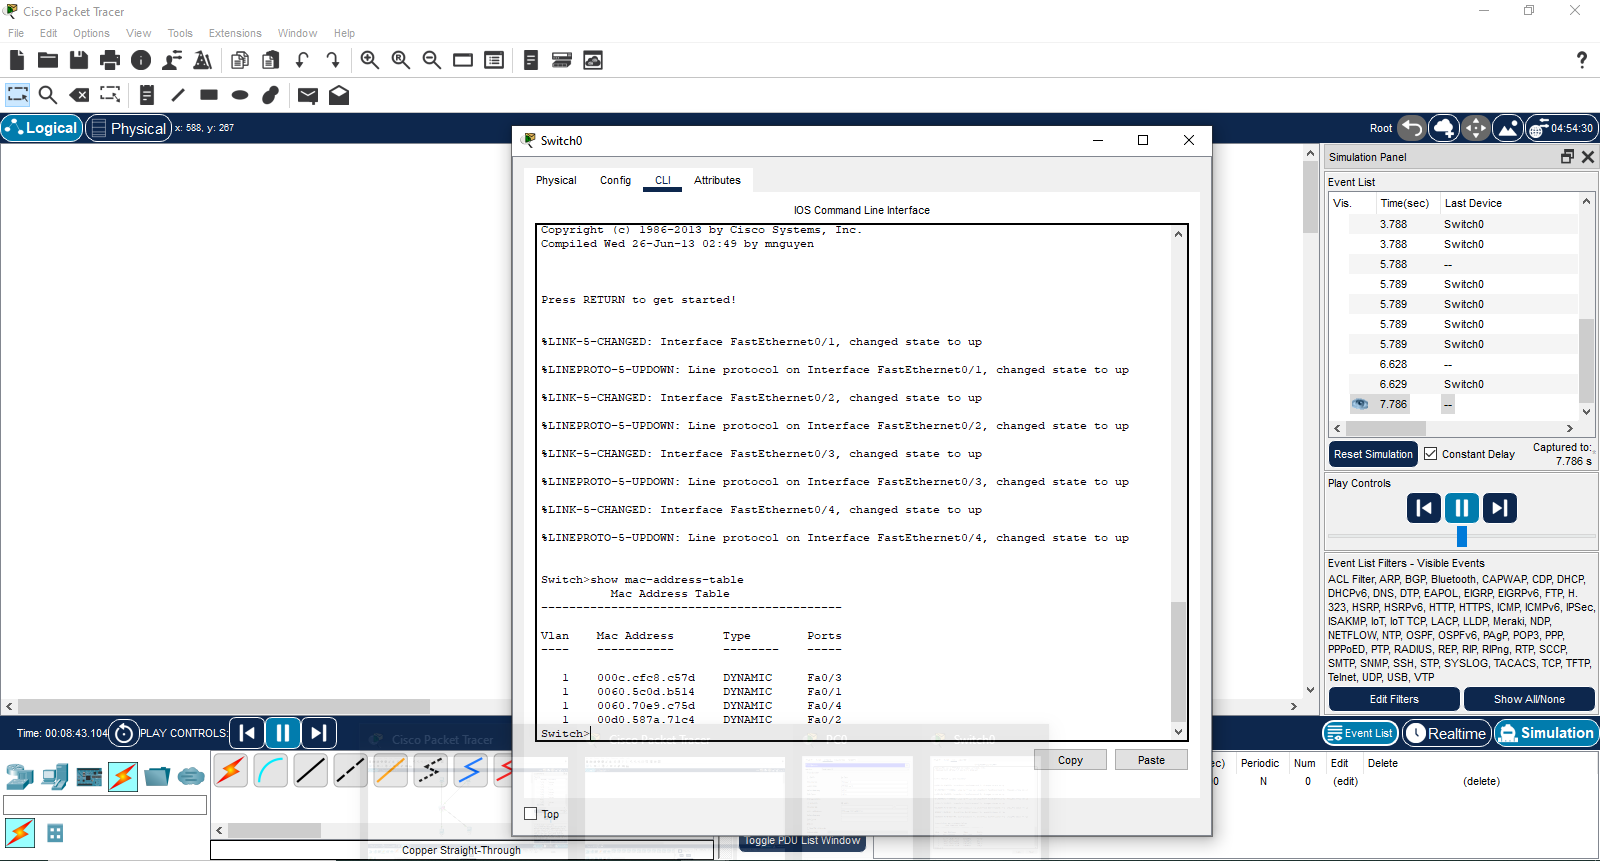 Cisco Packet Tracer
File Edit Options View Tools Extensions Window Help
?
Logical Physical x: 588, y: 267
Root 04:54:30
Switch0
Physical Config CLI Attributes
IOS Command Line Interface
Copyright (c) 1986-2013 by Cisco Systems, Inc.
Compiled Wed 26-Jun-13 02:49 by mnguyen
Press RETURN to get started!
%LINK-5-CHANGED: Interface FastEthernet0/1, changed state to up
%LINEPROTO-5-UPDOWN: Line protocol on Interface FastEthernet0/1, changed state to up
%LINK-5-CHANGED: Interface FastEthernet0/2, changed state to up
%LINEPROTO-5-UPDOWN: Line protocol on Interface FastEthernet0/2, changed state to up
%LINK-5-CHANGED: Interface FastEthernet0/3, changed state to up
%LINEPROTO-5-UPDOWN: Line protocol on Interface FastEthernet0/3, changed state to up
%LINK-5-CHANGED: Interface FastEthernet0/4, changed state to up
%LINEPROTO-5-UPDOWN: Line protocol on Interface FastEthernet0/4, changed state to up
Switch>show mac-address-table
Mac Address Table
-------------------------------------------
Vlan Mac Address Type Ports
---- ----------- -------- -----
1 000c.cfc8.c57d DYNAMIC Fa0/3
1 0060.5c0d.b514 DYNAMIC Fa0/1
1 0060.70e9.c75d DYNAMIC Fa0/4
1 00d0.587a.71c4 DYNAMIC Fa0/2
Switch>
Copy Paste
Top
Simulation Panel
Event List
Vis. Time(sec) Last Device
3.788 Switch0
3.788 Switch0
5.788 --
5.789 Switch0
5.789 Switch0
5.789 Switch0
5.789 Switch0
6.628 --
6.629 Switch0
7.786 --
Reset Simulation Constant Delay Captured to:
7.786 s
Play Controls
Event List Filters - Visible Events
ACL Filter, ARP, BGP, Bluetooth, CAPWAP, CDP, DHCP,
DHCPv6, DNS, DTP, EAPOL, EIGRP, EIGRPv6, FTP, H.
323, HSRP, HSRPv6, HTTP, HTTPS, ICMP, ICMPv6, IPSec,
ISAKMP, IoT, IoT TCP, LACP, LLDP, Meraki, NDP,
NETFLOW, NTP, OSPF, OSPFv6, PAgP, POP3, PPP,
PPPoED, PTP, RADIUS, REP, RIP, RIPng, RTP, SCCP,
SMTP, SNMP, SSH, STP, SYSLOG, TACACS, TCP, TFTP,
Telnet, UDP, USB, VTP
Edit Filters Show All/None
Time: 00:08:43.104 PLAY CONTROLS:
Event List Realtime Simulation
Cisco Packet Tracer Cisco Packet Tracer PC0 Switch0
ec) Periodic Num Edit Delete
0 N 0 (edit) (delete)
Copper Straight-Through
Toggle PDU List Window